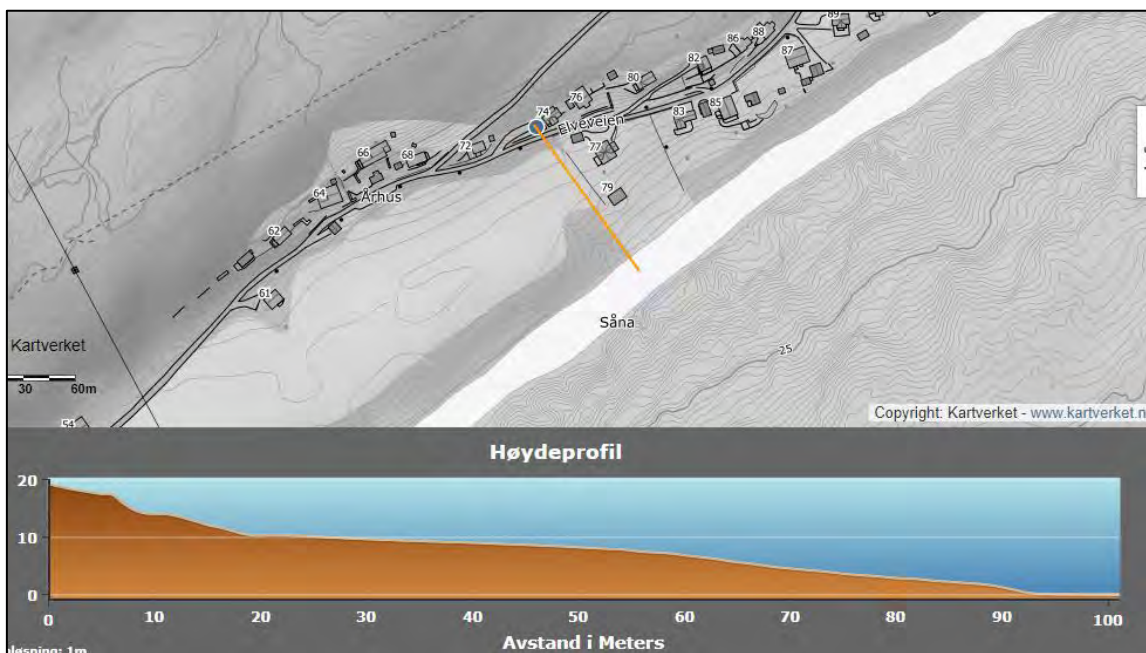 89
88
86
87
82
80
76
74
Elveveien
83
85
72
77
66
68
79
64
Århus
62
61
Såna
Kartverket
25
30 60m
54
Copyright: Kartverket - www.kartverket.n
Høydeprofil
20
10
0
0 10 20 30 40 50 60 70 80 90 100
Avstand i Meters
pløsning: 1m